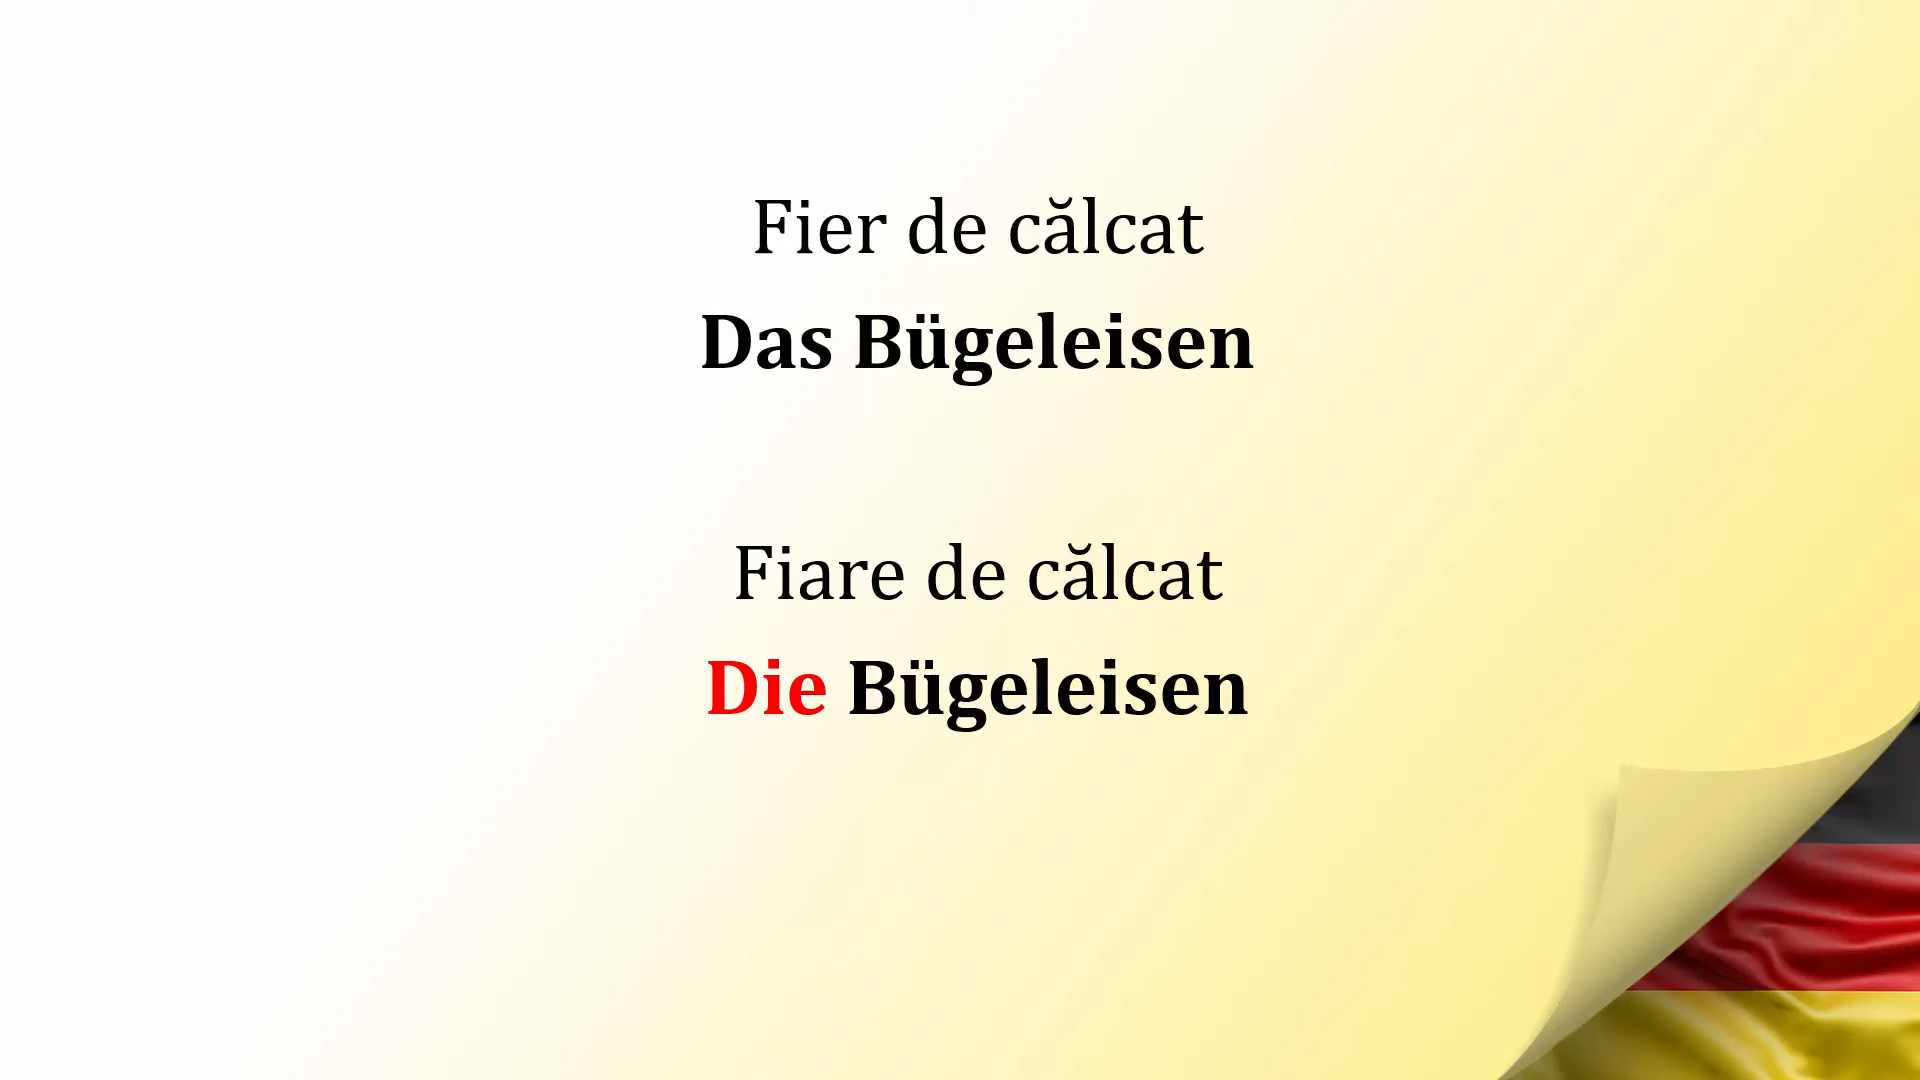 Fier de călcat
Das Bügeleisen
Fiare de călcat
Die Bügeleisen